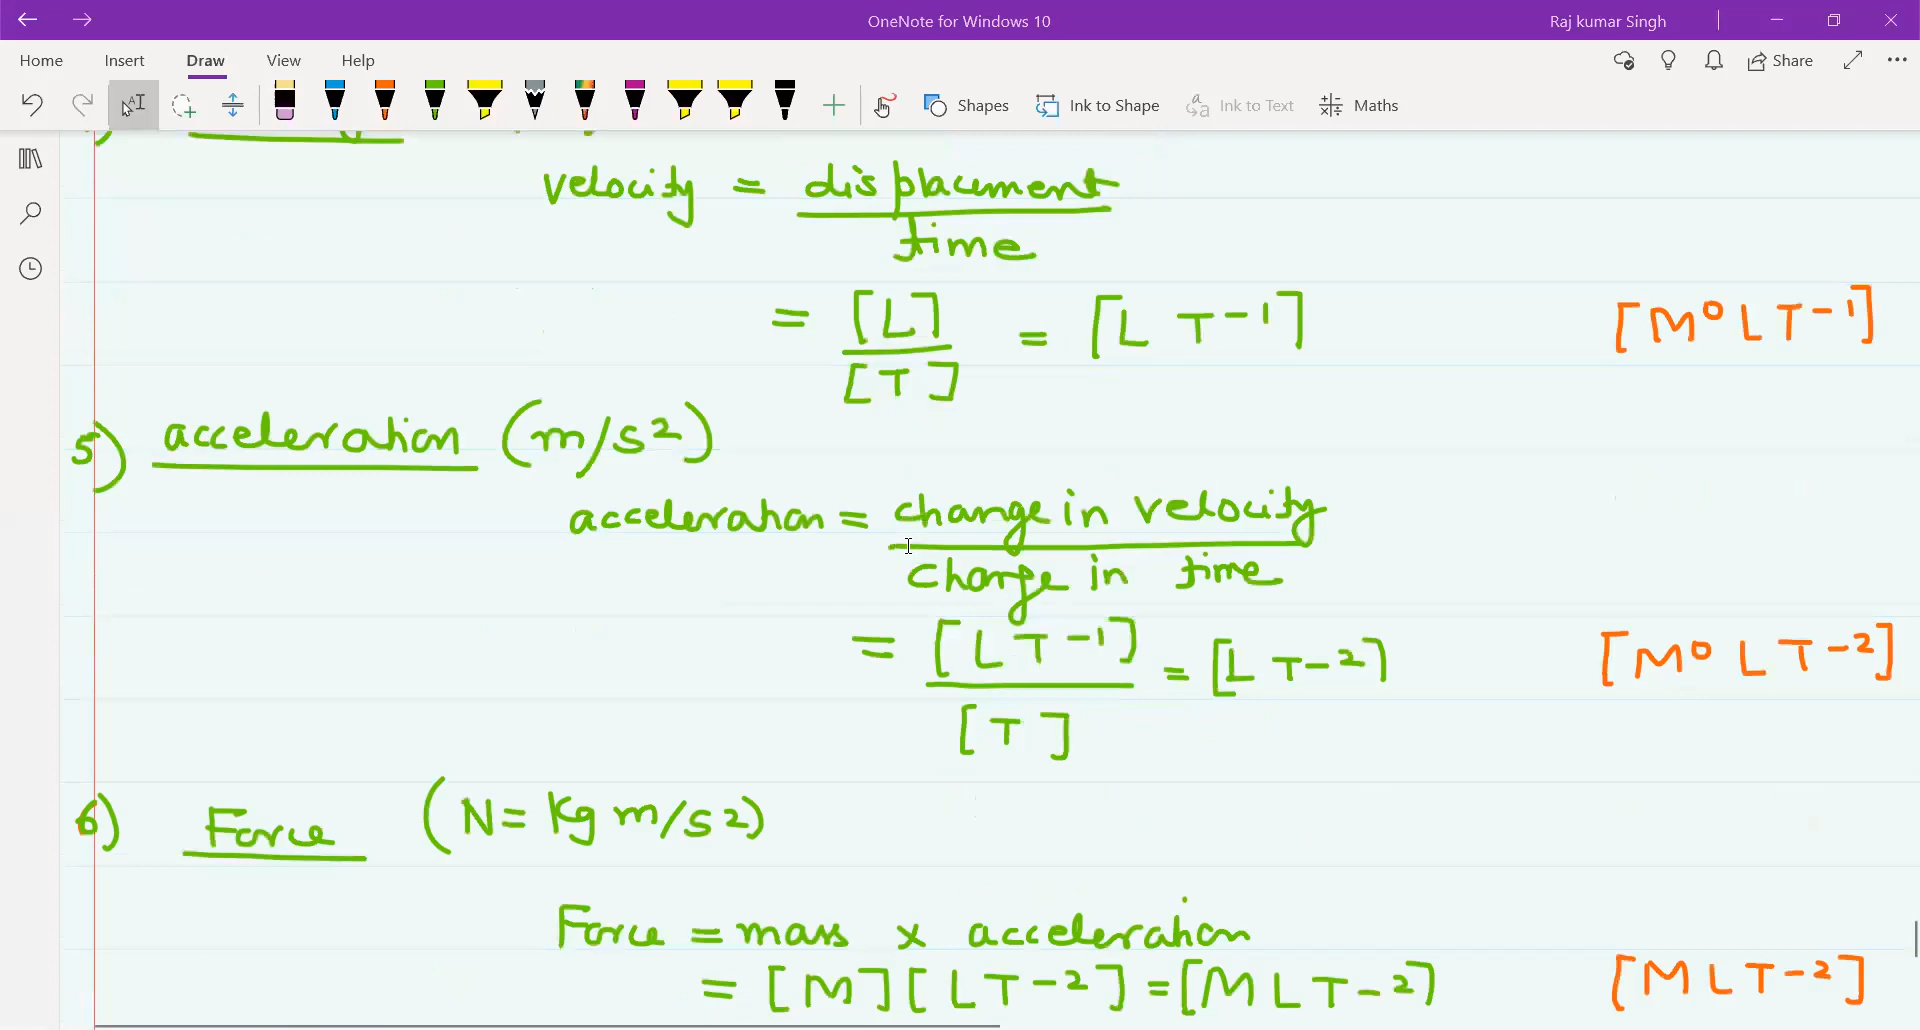 OneNote for Windows 10
Raj kumar Singh
Home Insert Draw View Help
Share
Shapes Ink to Shape Ink to Text Maths
velocity = displacement
time
= [L] = [L T-1] [M0 L T-1]
[T]
5) acceleration (m/s2)
acceleration = change in velocity
change in time
= [L T-1] = [L T-2] [M0 L T-2]
[T]
6) Force (N = Kg m/s2)
Force = mass x acceleration
= [M][LT-2] = [M L T-2] [M L T-2]